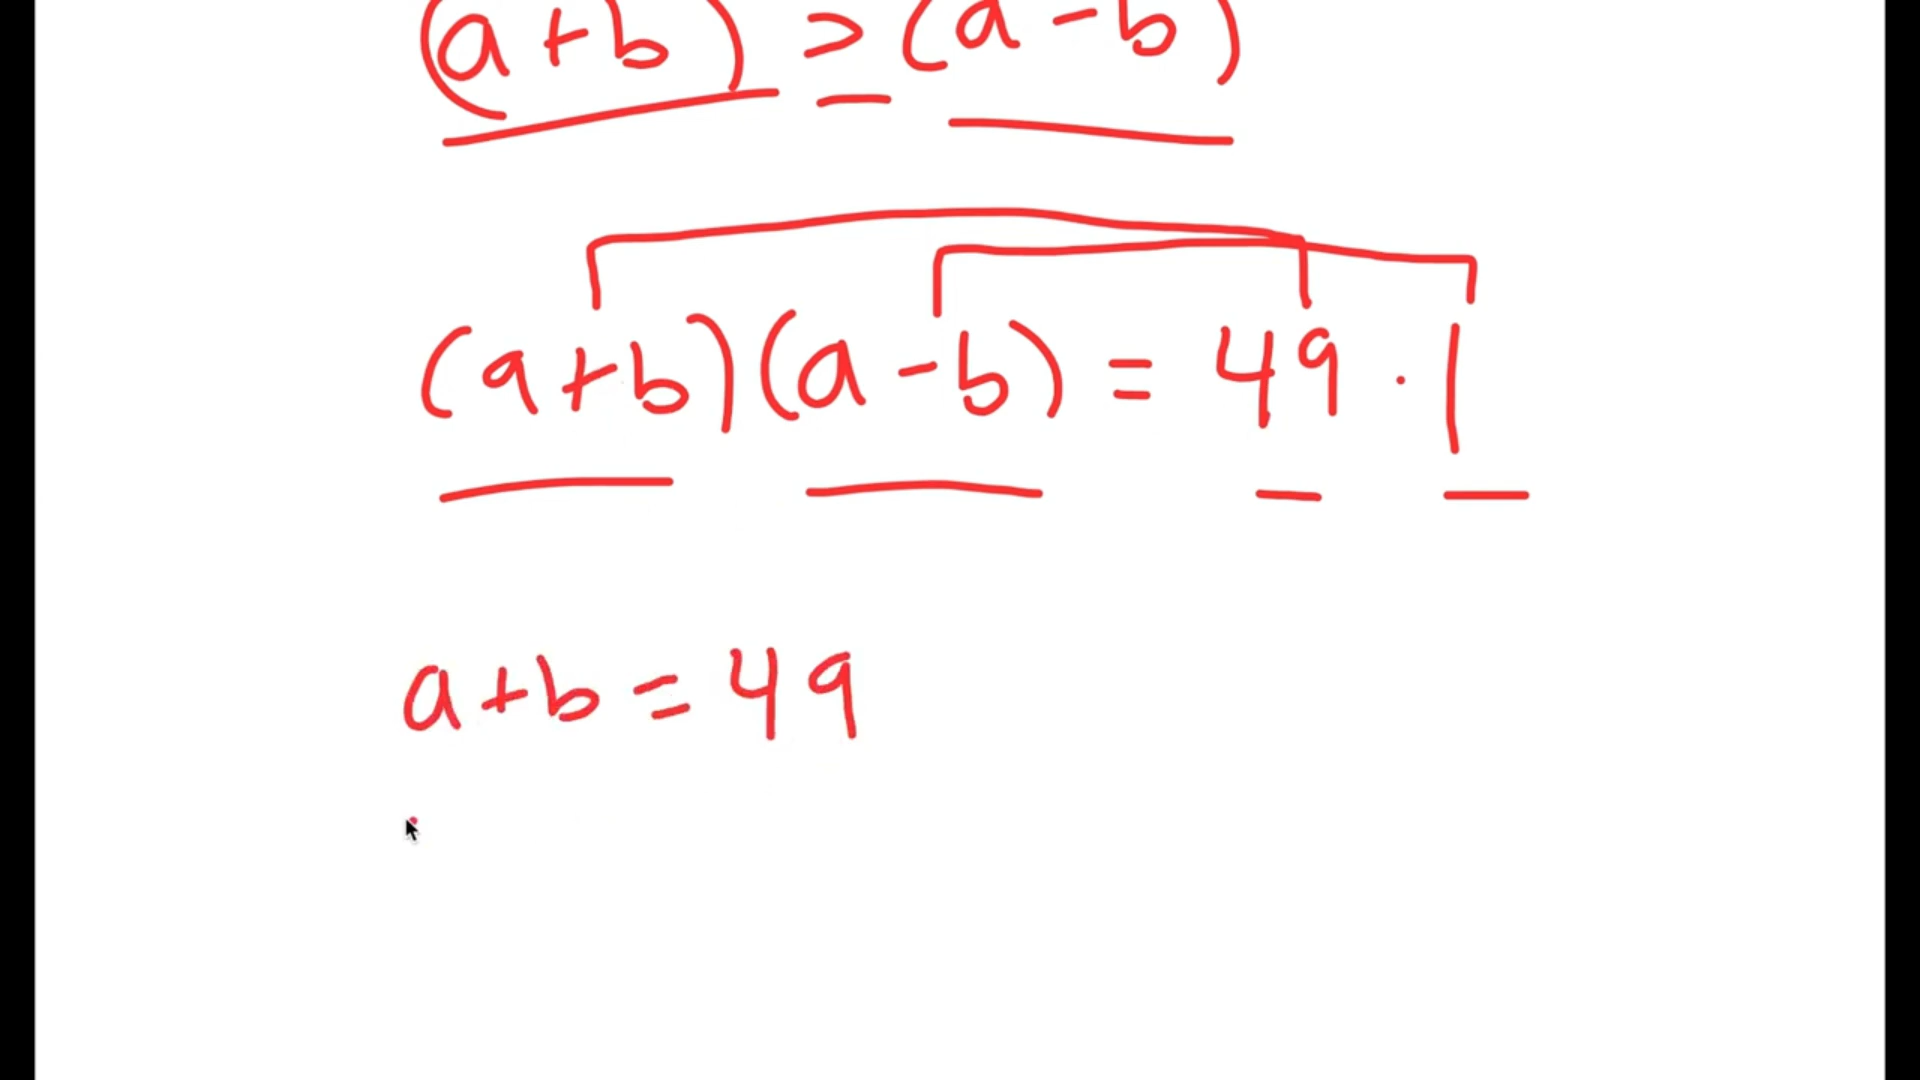 (a+b) > (a-b)
(a+b)(a-b) = 49 · 1
a+b = 49